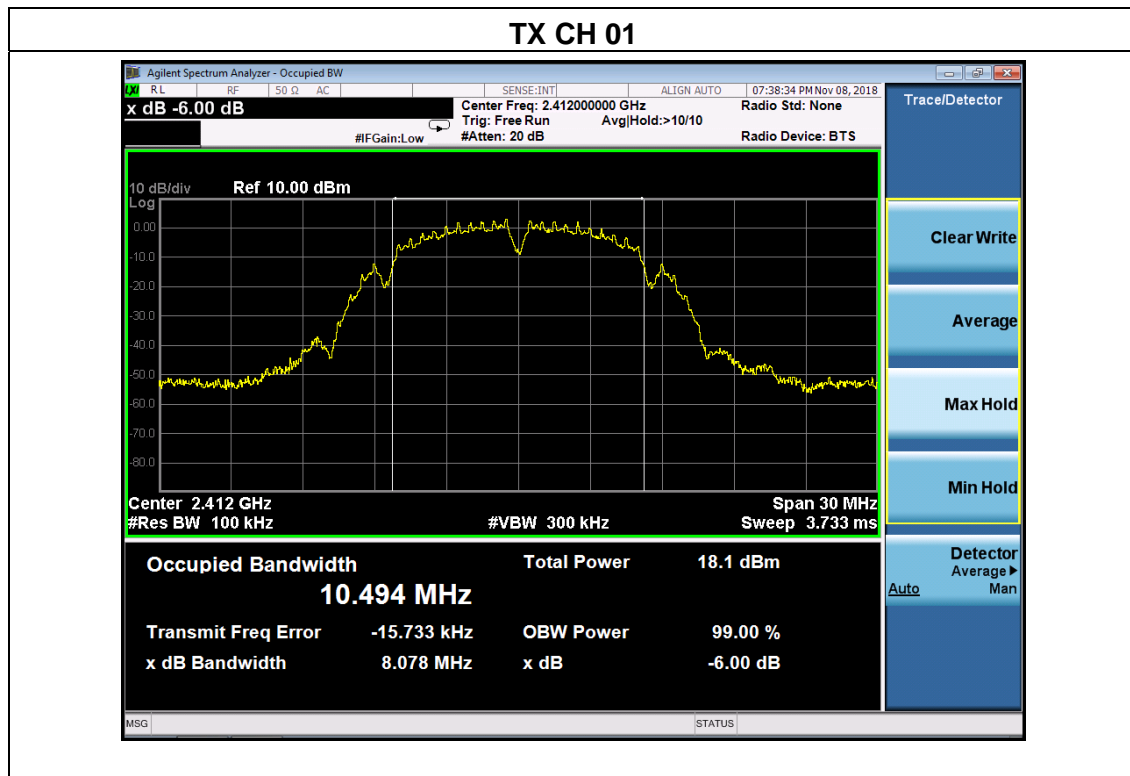 TX CH 01
Agilent Spectrum Analyzer - Occupied BW
LXI RL RF 50 Ω AC SENSE:INT ALIGN AUTO 07:38:34 PM Nov 08, 2018
x dB -6.00 dB
Center Freq: 2.412000000 GHz Radio Std: None
Trig: Free Run Avg|Hold:>10/10
#IFGain:Low #Atten: 20 dB Radio Device: BTS
Trace/Detector
10 dB/div Ref 10.00 dBm
Log
0.00
-10.0
-20.0
-30.0
-40.0
-50.0
-60.0
-70.0
-80.0
Center 2.412 GHz Span 30 MHz
#Res BW 100 kHz #VBW 300 kHz Sweep 3.733 ms
Clear Write
Average
Max Hold
Min Hold
Detector
Average▶
Auto Man
Occupied Bandwidth Total Power 18.1 dBm
10.494 MHz
Transmit Freq Error -15.733 kHz OBW Power 99.00 %
x dB Bandwidth 8.078 MHz x dB -6.00 dB
MSG STATUS